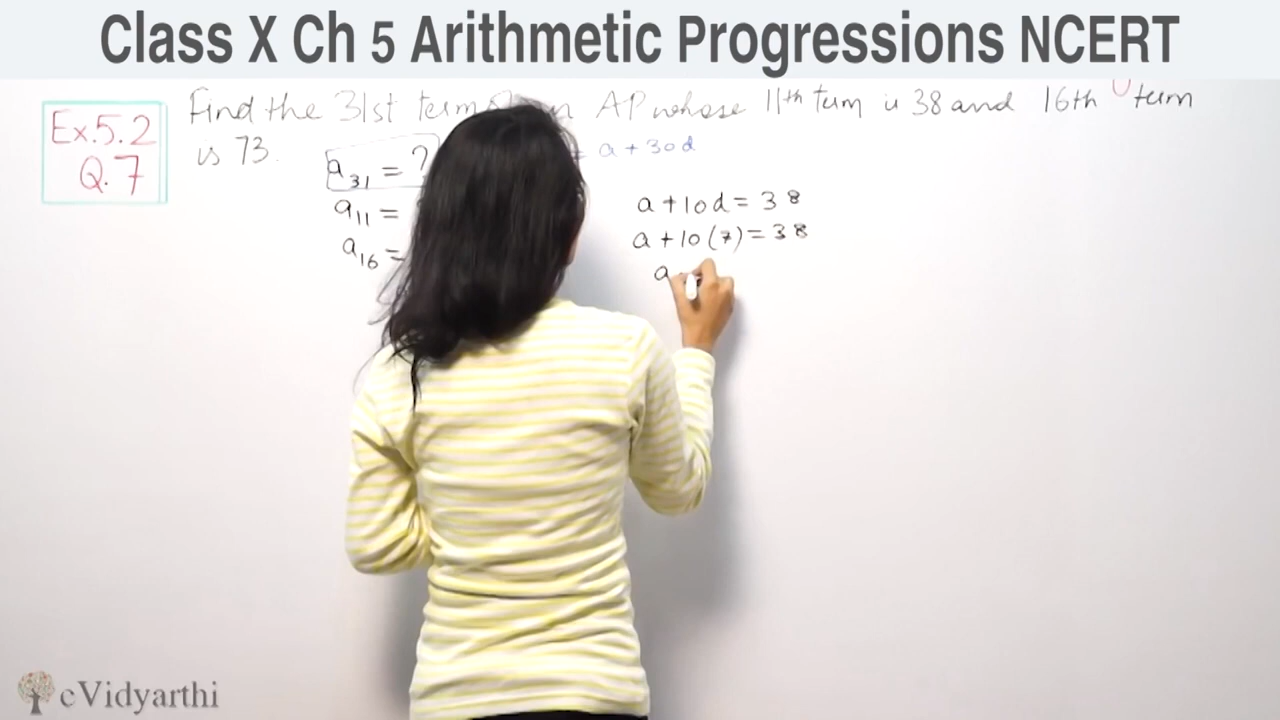 Class X Ch 5 Arithmetic Progressions NCERT
Ex.5.2
Q.7
Find the 31st term an AP whose 11th term is 38 and 16th term
is 73.
a₃₁ = ?
= a + 30d
a₁₁ =
a₁₆ =
a + 10d = 38
a + 10(7) = 38
a
eVidyarthi